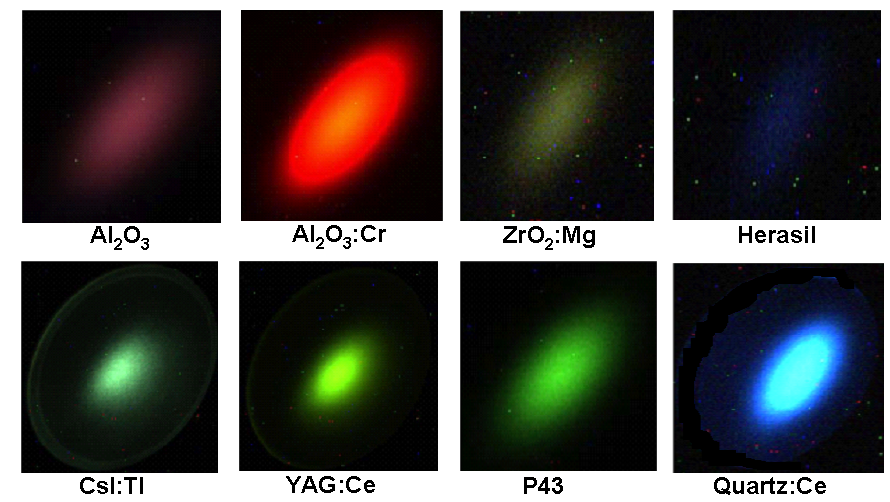 Al₂O₃ Al₂O₃:Cr ZrO₂:Mg Herasil
CsI:Tl YAG:Ce P43 Quartz:Ce